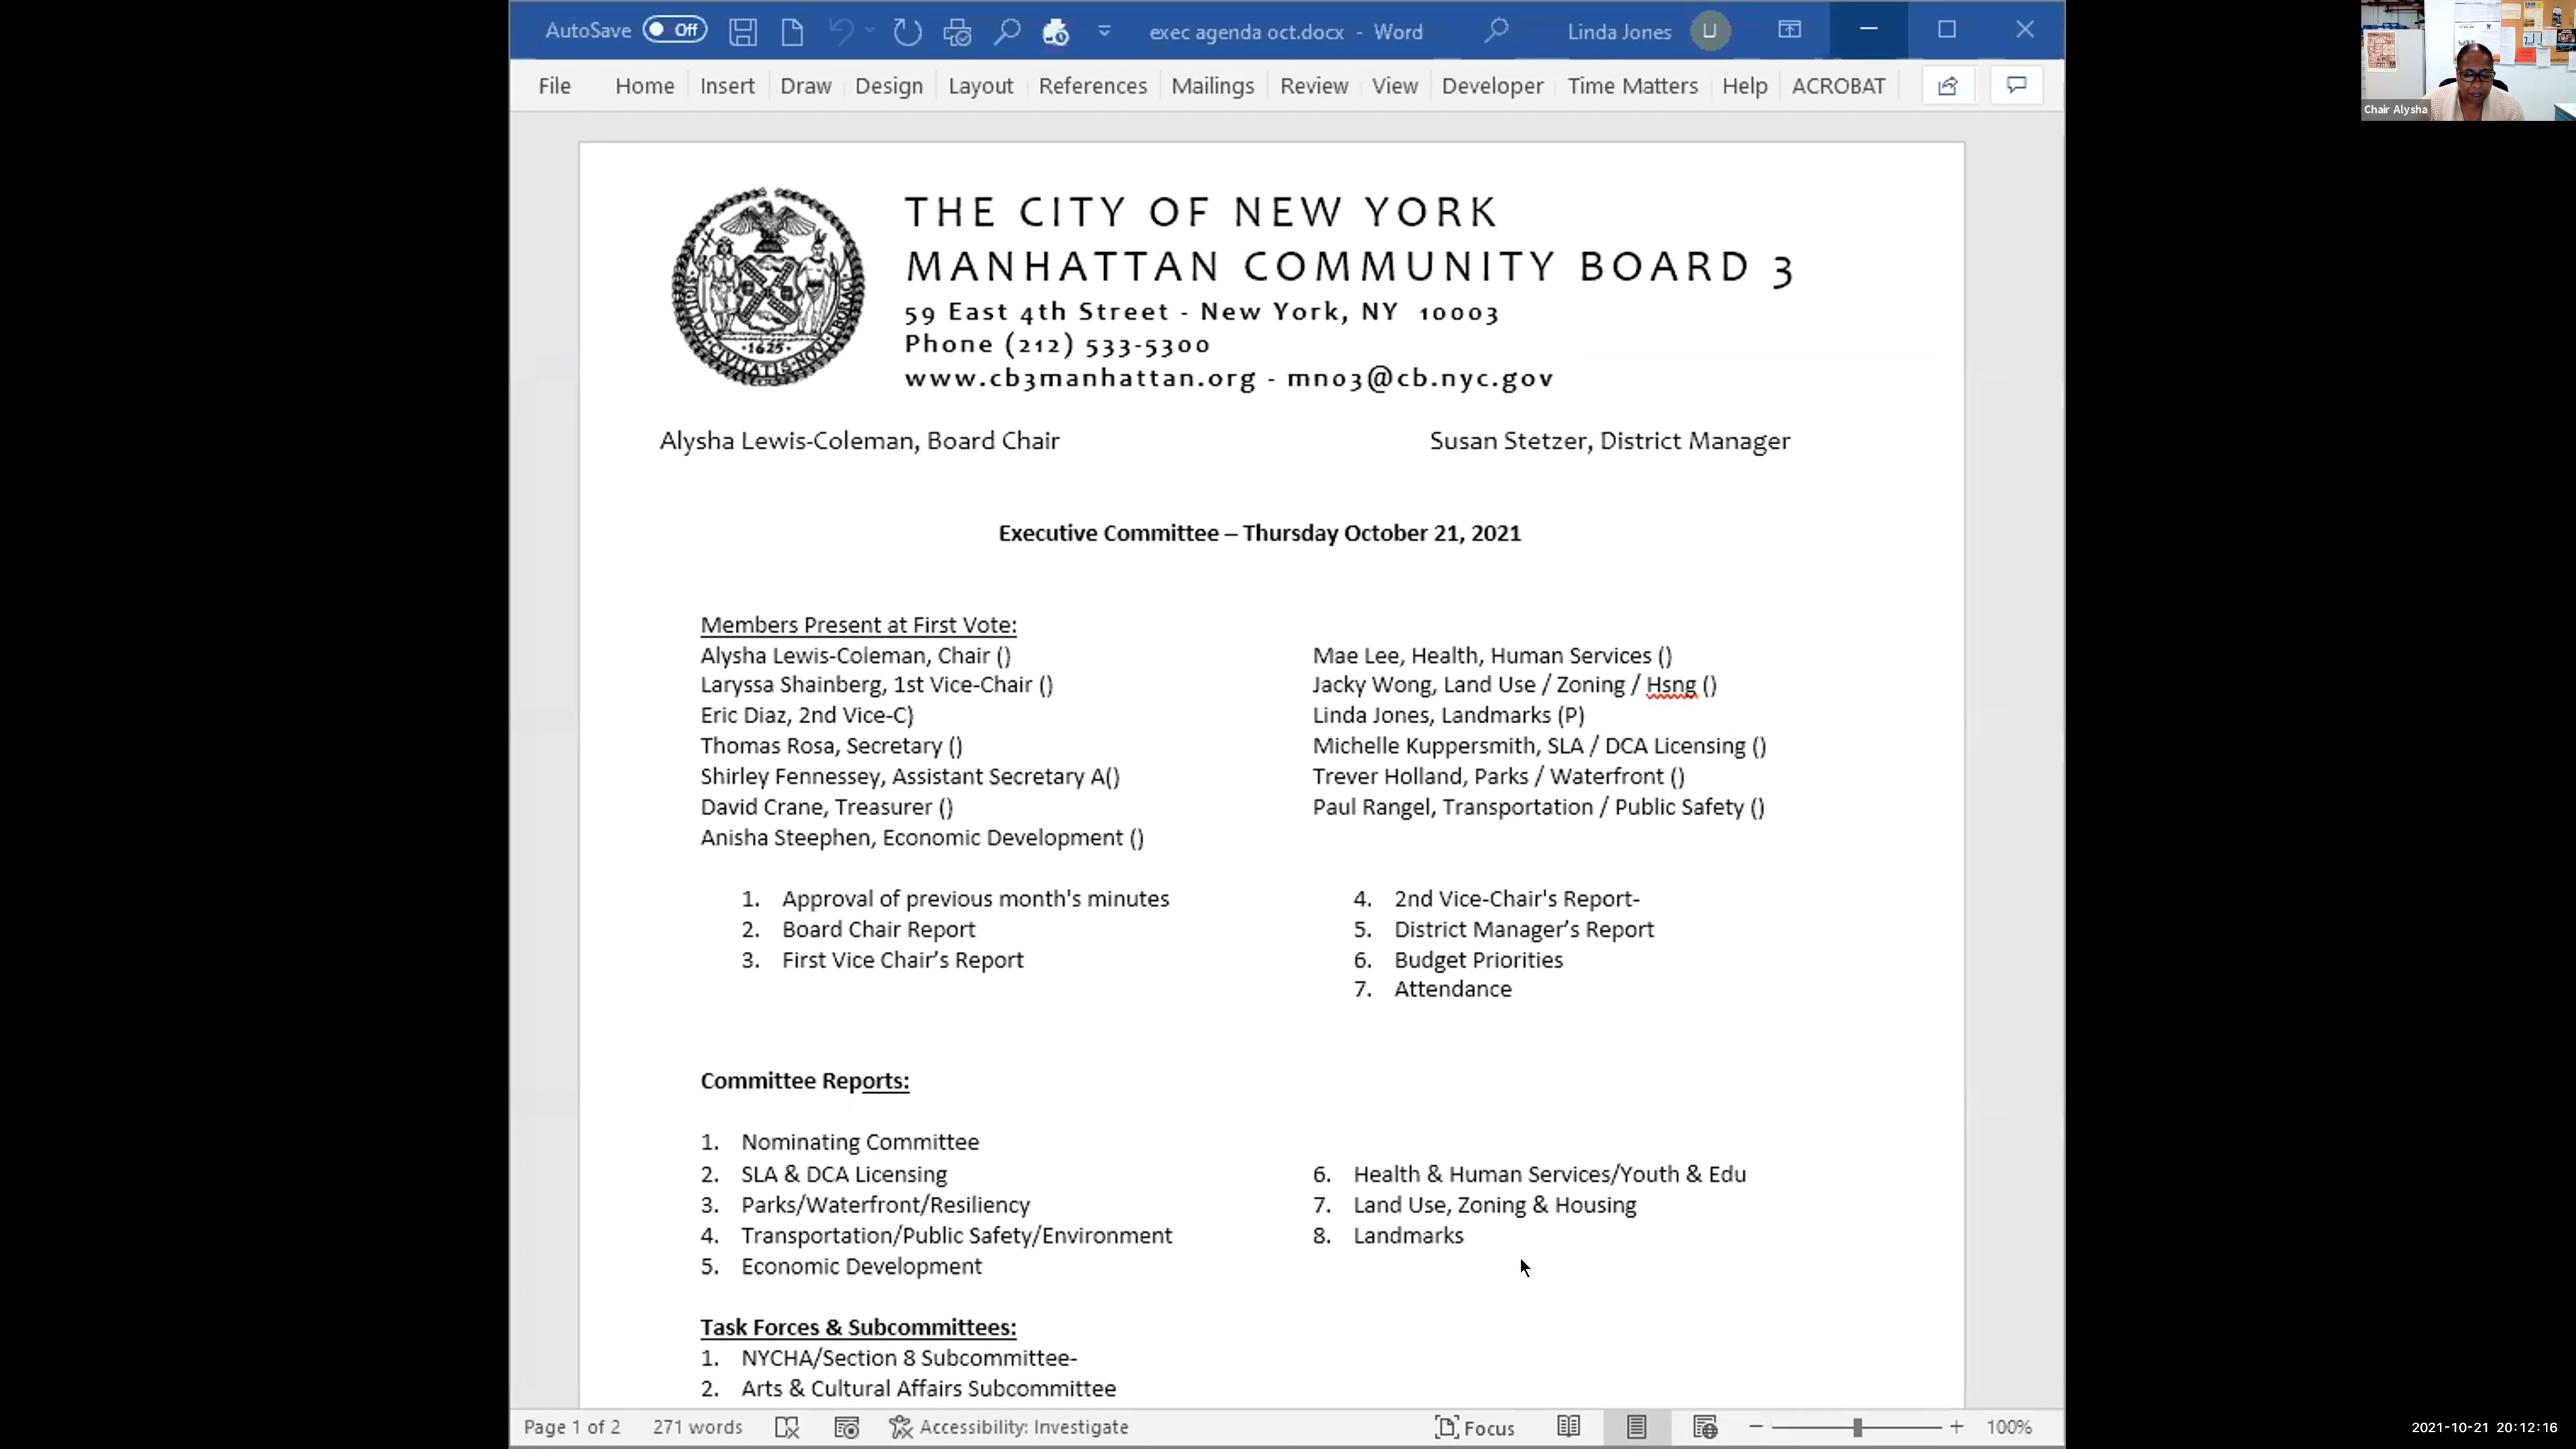 AutoSave Off exec agenda oct.docx - Word Linda Jones LJ
File Home Insert Draw Design Layout References Mailings Review View Developer Time Matters Help ACROBAT
Chair Alysha
THE CITY OF NEW YORK
MANHATTAN COMMUNITY BOARD 3
59 East 4th Street - New York, NY 10003
Phone (212) 533-5300
www.cb3manhattan.org - mn03@cb.nyc.gov
SIGILLUM CIVITATIS NOVI EBORACI
·1625·
Alysha Lewis-Coleman, Board Chair Susan Stetzer, District Manager
Executive Committee – Thursday October 21, 2021
Members Present at First Vote:
Alysha Lewis-Coleman, Chair () Mae Lee, Health, Human Services ()
Laryssa Shainberg, 1st Vice-Chair () Jacky Wong, Land Use / Zoning / Hsng ()
Eric Diaz, 2nd Vice-C) Linda Jones, Landmarks (P)
Thomas Rosa, Secretary () Michelle Kuppersmith, SLA / DCA Licensing ()
Shirley Fennessey, Assistant Secretary A() Trever Holland, Parks / Waterfront ()
David Crane, Treasurer () Paul Rangel, Transportation / Public Safety ()
Anisha Steephen, Economic Development ()
1. Approval of previous month's minutes 4. 2nd Vice-Chair's Report-
2. Board Chair Report 5. District Manager’s Report
3. First Vice Chair’s Report 6. Budget Priorities
7. Attendance
Committee Reports:
1. Nominating Committee
2. SLA & DCA Licensing 6. Health & Human Services/Youth & Edu
3. Parks/Waterfront/Resiliency 7. Land Use, Zoning & Housing
4. Transportation/Public Safety/Environment 8. Landmarks
5. Economic Development
Task Forces & Subcommittees:
1. NYCHA/Section 8 Subcommittee-
2. Arts & Cultural Affairs Subcommittee
Page 1 of 2 271 words Accessibility: Investigate Focus 100%
2021-10-21 20:12:16